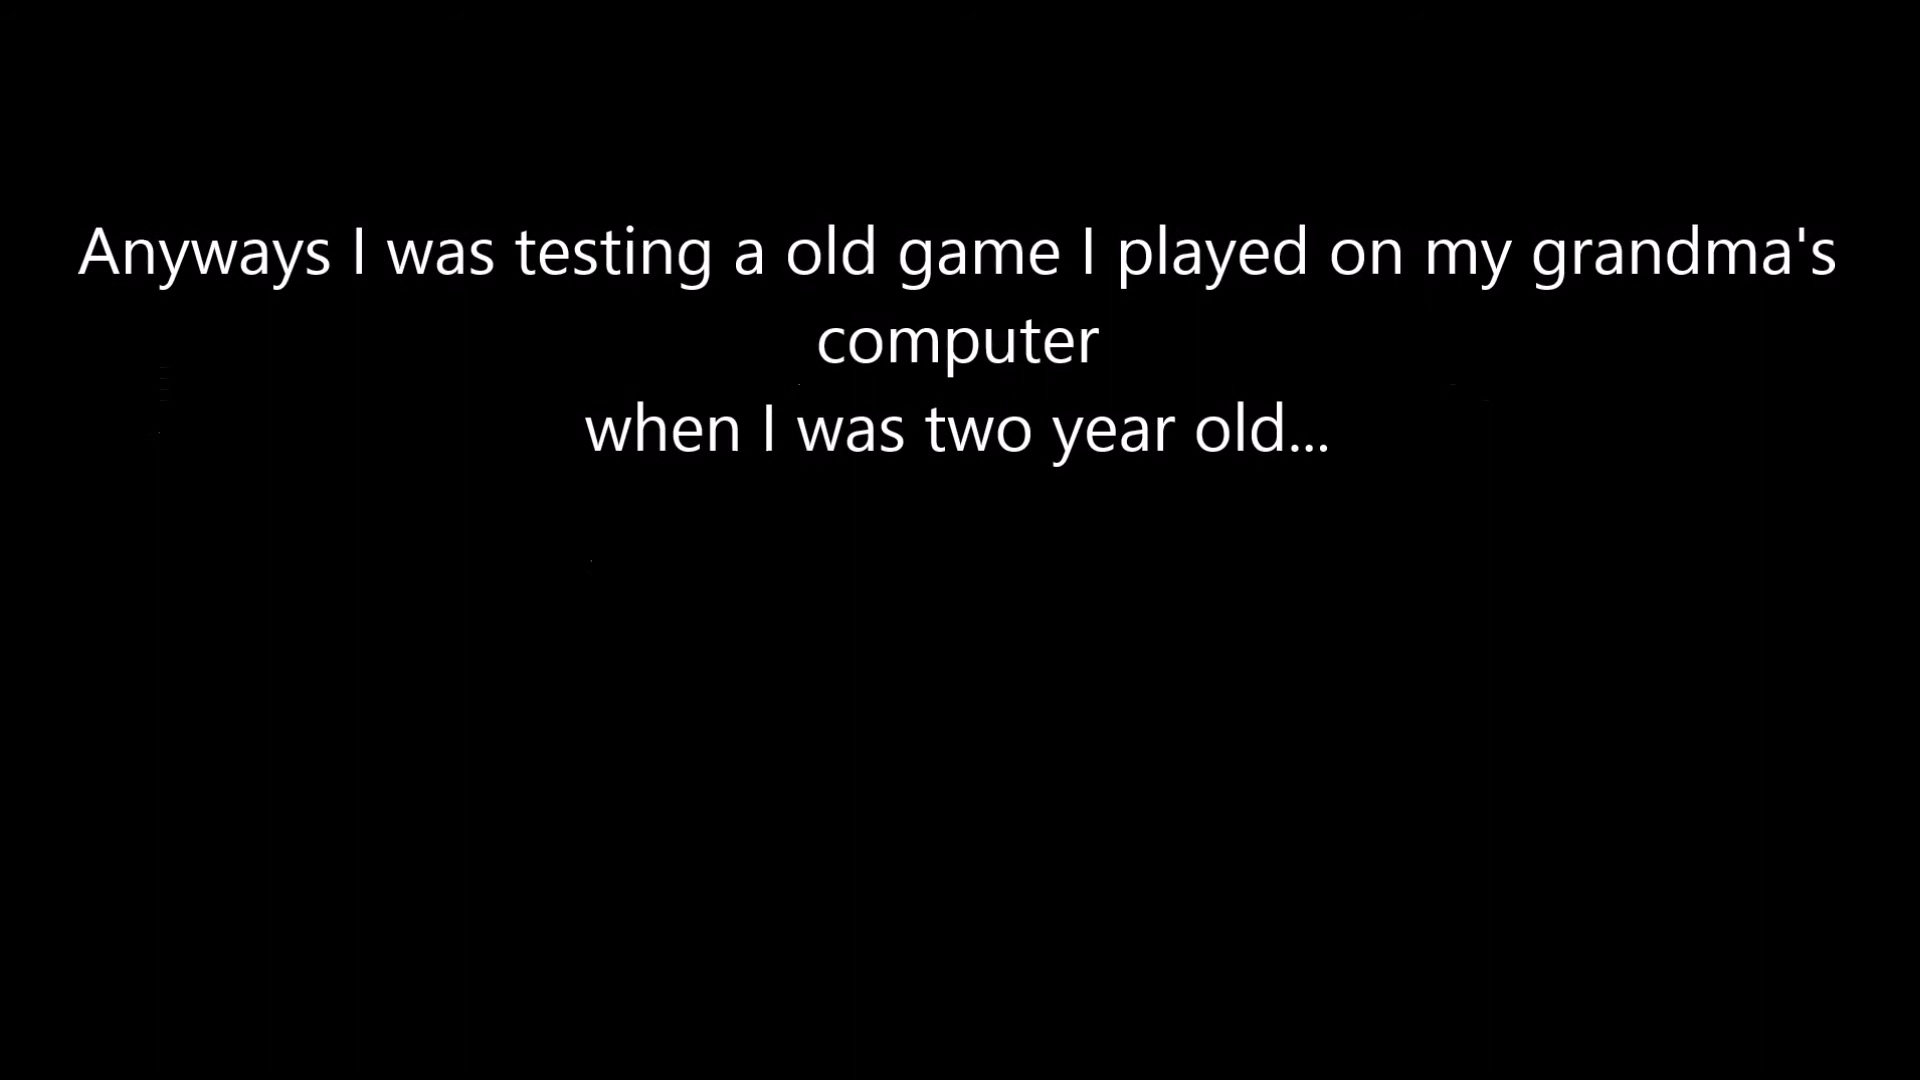 Anyways I was testing a old game I played on my grandma's
computer
when I was two year old...